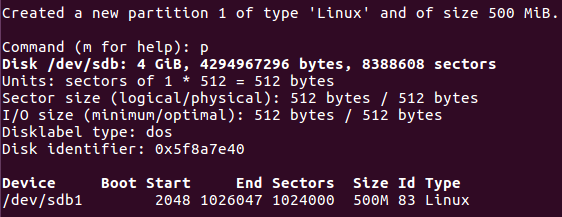 Created a new partition 1 of type 'Linux' and of size 500 MiB.
Command (m for help): p
Disk /dev/sdb: 4 GiB, 4294967296 bytes, 8388608 sectors
Units: sectors of 1 * 512 = 512 bytes
Sector size (logical/physical): 512 bytes / 512 bytes
I/O size (minimum/optimal): 512 bytes / 512 bytes
Disklabel type: dos
Disk identifier: 0x5f8a7e40
Device     Boot Start     End Sectors  Size Id Type
/dev/sdb1        2048 1026047 1024000  500M 83 Linux